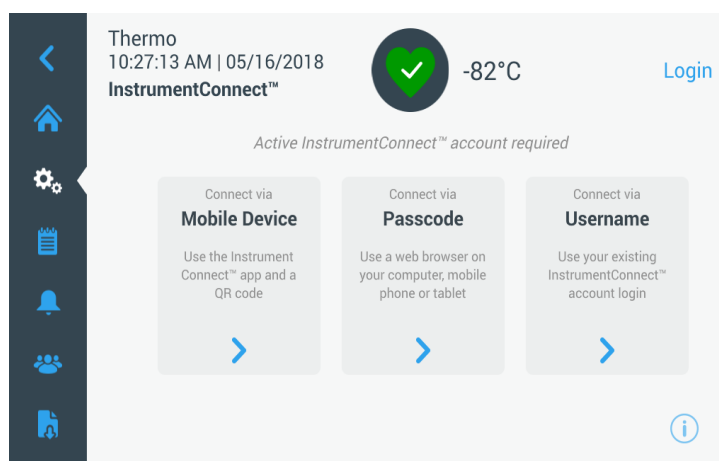 Thermo
10:27:13 AM | 05/16/2018
InstrumentConnect™
-82°C
Login
Active InstrumentConnect™ account required
Connect via
Mobile Device
Use the Instrument
Connect™ app and a
QR code
Connect via
Passcode
Use a web browser on
your computer, mobile
phone or tablet
Connect via
Username
Use your existing
InstrumentConnect™
account login